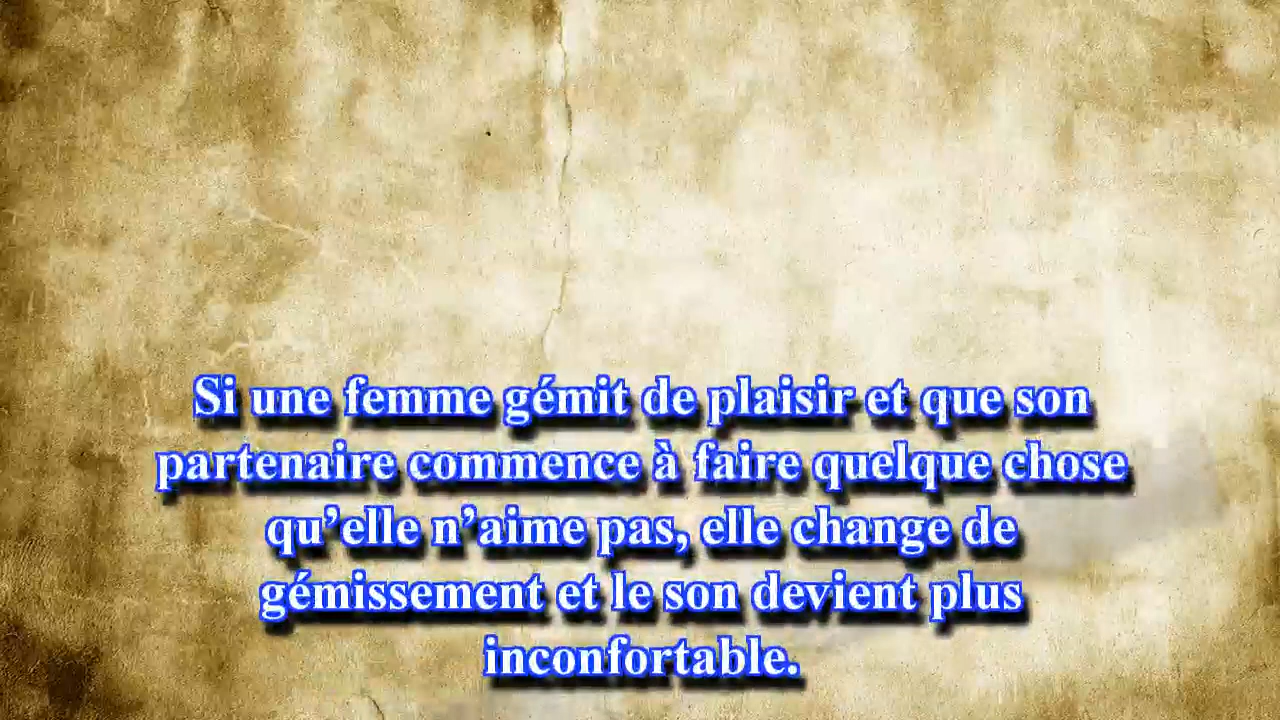 Si une femme gémit de plaisir et que son
partenaire commence à faire quelque chose
qu’elle n’aime pas, elle change de
gémissement et le son devient plus
inconfortable.